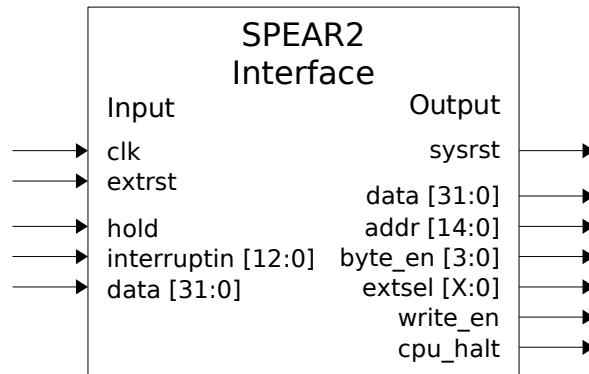 SPEAR2
Interface
Input
Output
clk
sysrst
extrst
data [31:0]
hold
addr [14:0]
interruptin [12:0]
byte_en [3:0]
data [31:0]
extsel [X:0]
write_en
cpu_halt